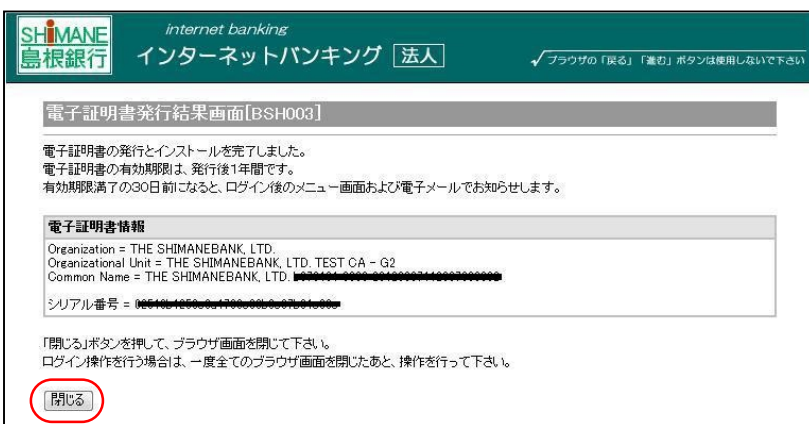 SHIMANE
島根銀行
internet banking
インターネットバンキング 法人
ブラウザの「戻る」「進む」ボタンは使用しないで下さい
電子証明書発行結果画面[BSH003]
電子証明書の発行とインストールを完了しました。
電子証明書の有効期限は、発行後1年間です。
有効期限満了の30日前になると、ログイン後のメニュー画面および電子メールでお知らせします。
電子証明書情報
Organization = THE SHIMANEBANK, LTD.
Organizational Unit = THE SHIMANEBANK, LTD. TEST CA - G2
Common Name = THE SHIMANEBANK, LTD.
シリアル番号 =
「閉じる」ボタンを押して、ブラウザ画面を閉じて下さい。
ログイン操作を行う場合は、一度全てのブラウザ画面を閉じたあと、操作を行って下さい。
閉じる